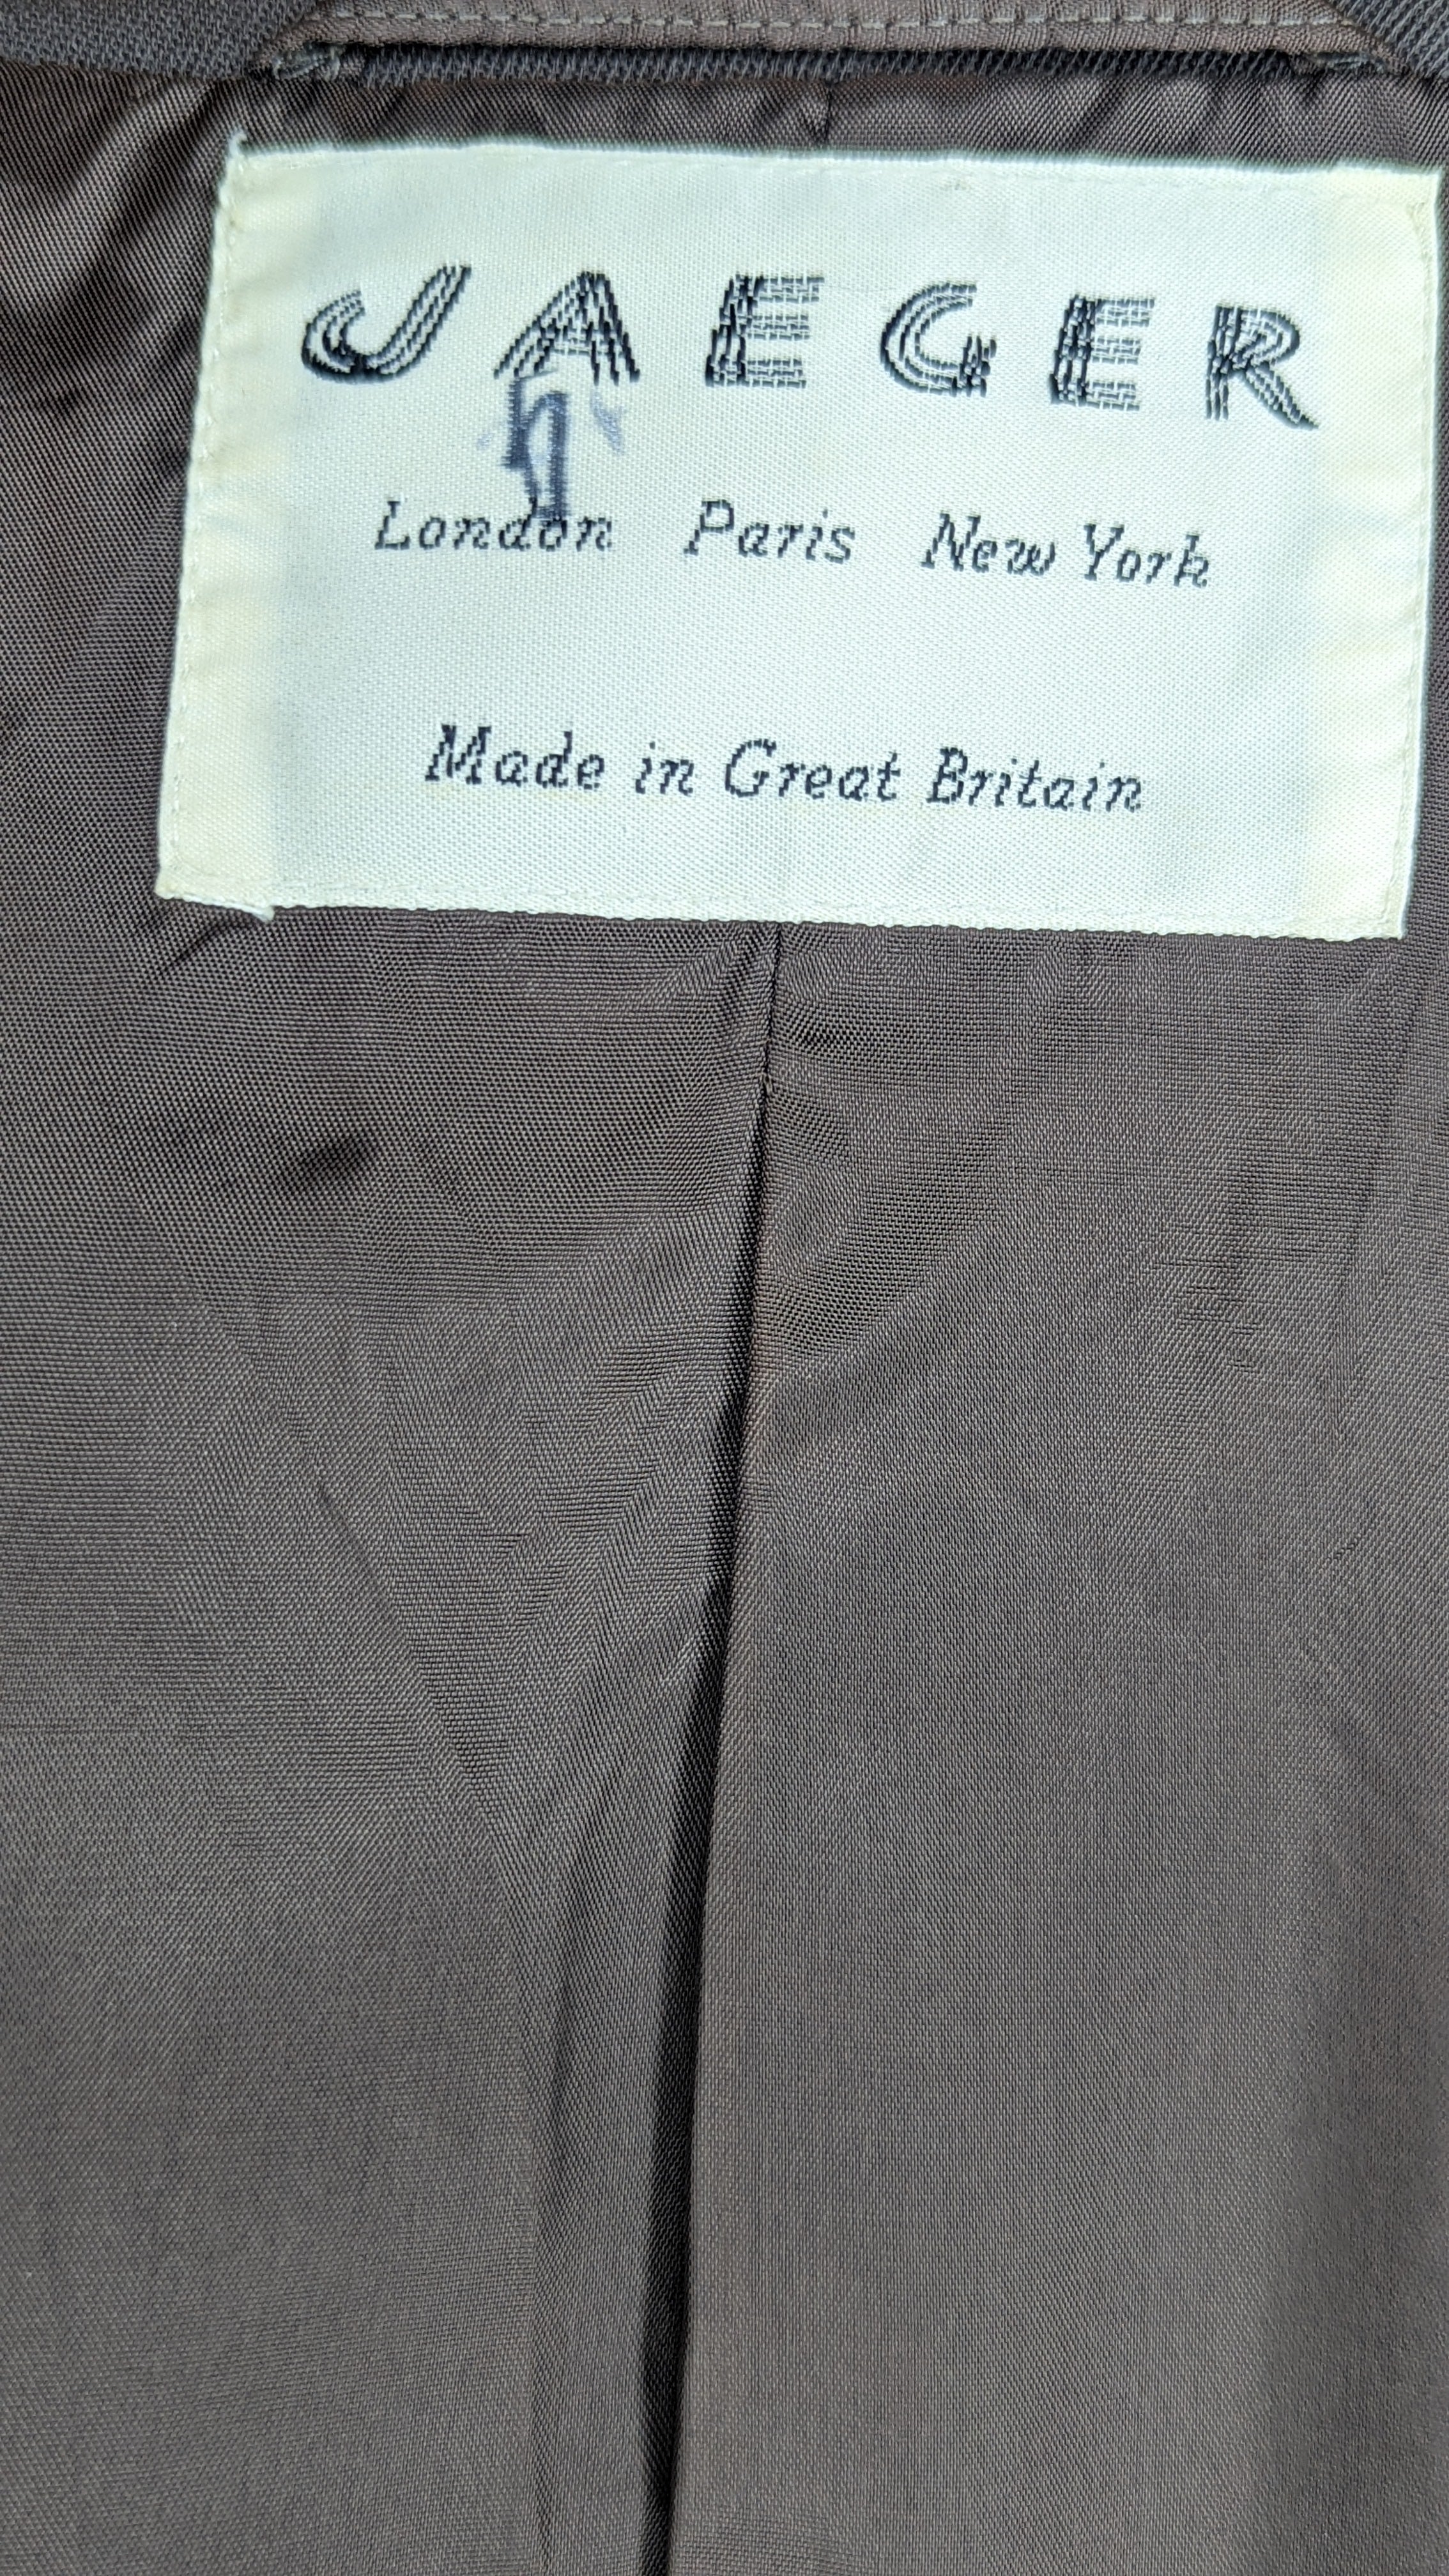 JAEGER
London Paris New York
Made in Great Britain